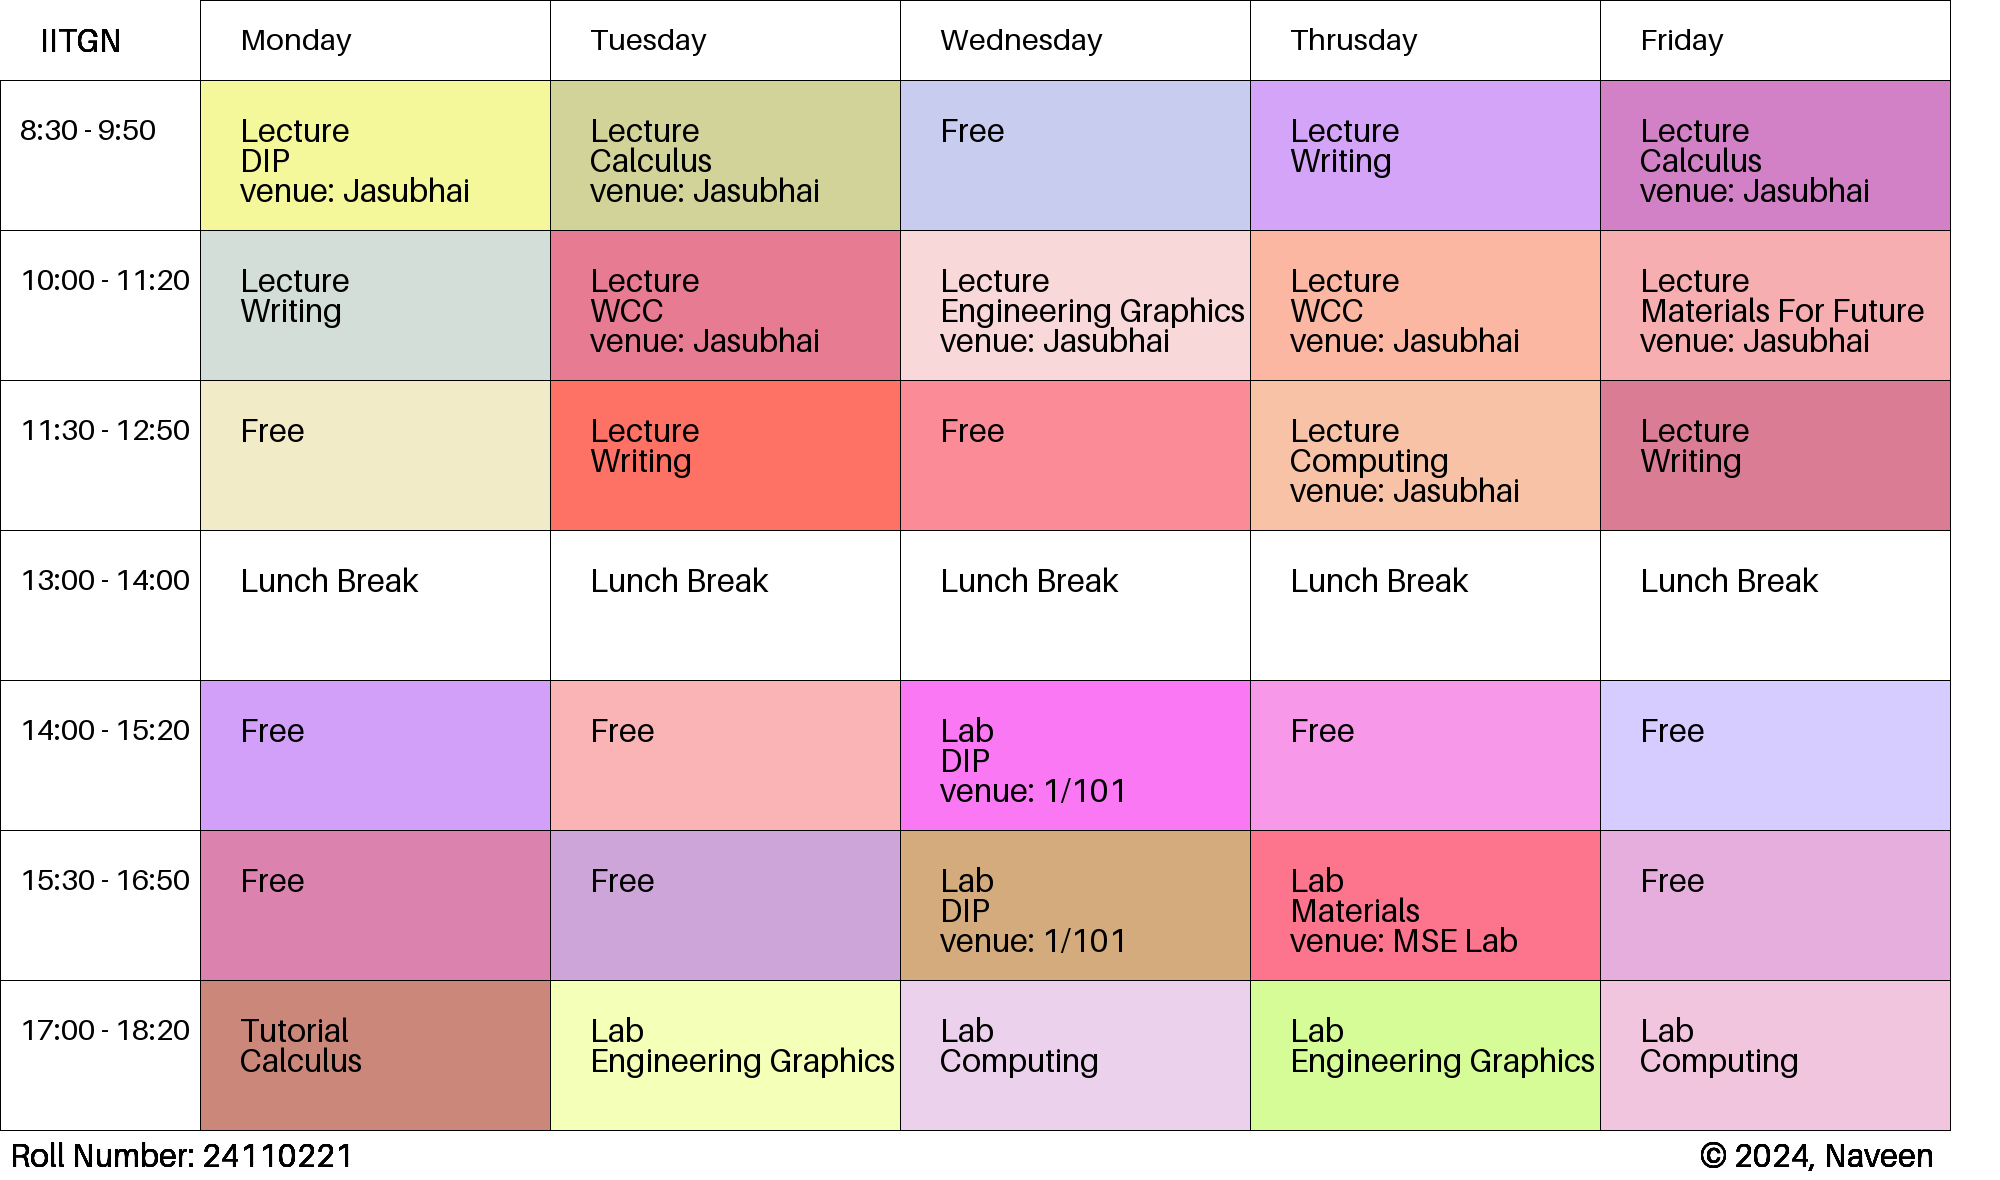 IITGN Monday Tuesday Wednesday Thrusday Friday
8:30 - 9:50
Lecture
DIP
venue: Jasubhai
Lecture
Calculus
venue: Jasubhai
Free
Lecture
Writing
Lecture
Calculus
venue: Jasubhai
10:00 - 11:20
Lecture
Writing
Lecture
WCC
venue: Jasubhai
Lecture
Engineering Graphics
venue: Jasubhai
Lecture
WCC
venue: Jasubhai
Lecture
Materials For Future
venue: Jasubhai
11:30 - 12:50
Free
Lecture
Writing
Free
Lecture
Computing
venue: Jasubhai
Lecture
Writing
13:00 - 14:00
Lunch Break
Lunch Break
Lunch Break
Lunch Break
Lunch Break
14:00 - 15:20
Free
Free
Lab
DIP
venue: 1/101
Free
Free
15:30 - 16:50
Free
Free
Lab
DIP
venue: 1/101
Lab
Materials
venue: MSE Lab
Free
17:00 - 18:20
Tutorial
Calculus
Lab
Engineering Graphics
Lab
Computing
Lab
Engineering Graphics
Lab
Computing
Roll Number: 24110221
© 2024, Naveen